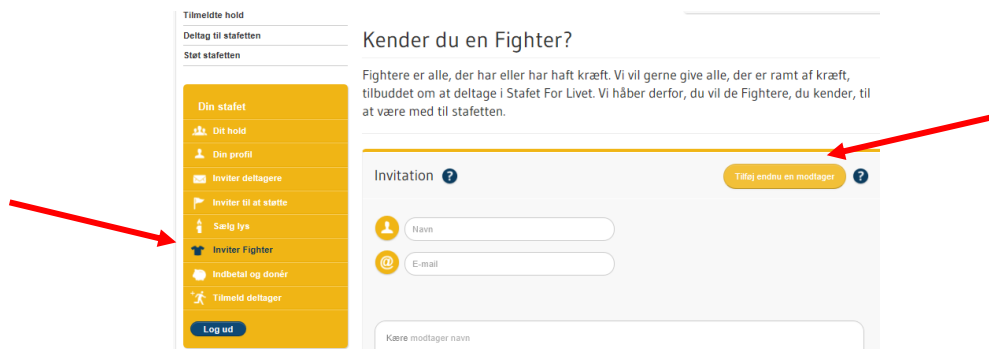 Tilmeldte hold
Deltag til stafetten
Støt stafetten
Din stafet
Dit hold
Din profil
Inviter deltagere
Inviter til at støtte
Sælg lys
Inviter Fighter
Indbetal og donér
Tilmeld deltager
Log ud
Kender du en Fighter?
Fightere er alle, der har eller har haft kræft. Vi vil gerne give alle, der er ramt af kræft,
tilbuddet om at deltage i Stafet For Livet. Vi håber derfor, du vil de Fightere, du kender, til
at være med til stafetten.
Invitation ?
Tilføj endnu en modtager ?
Navn
@ E-mail
Kære modtager navn